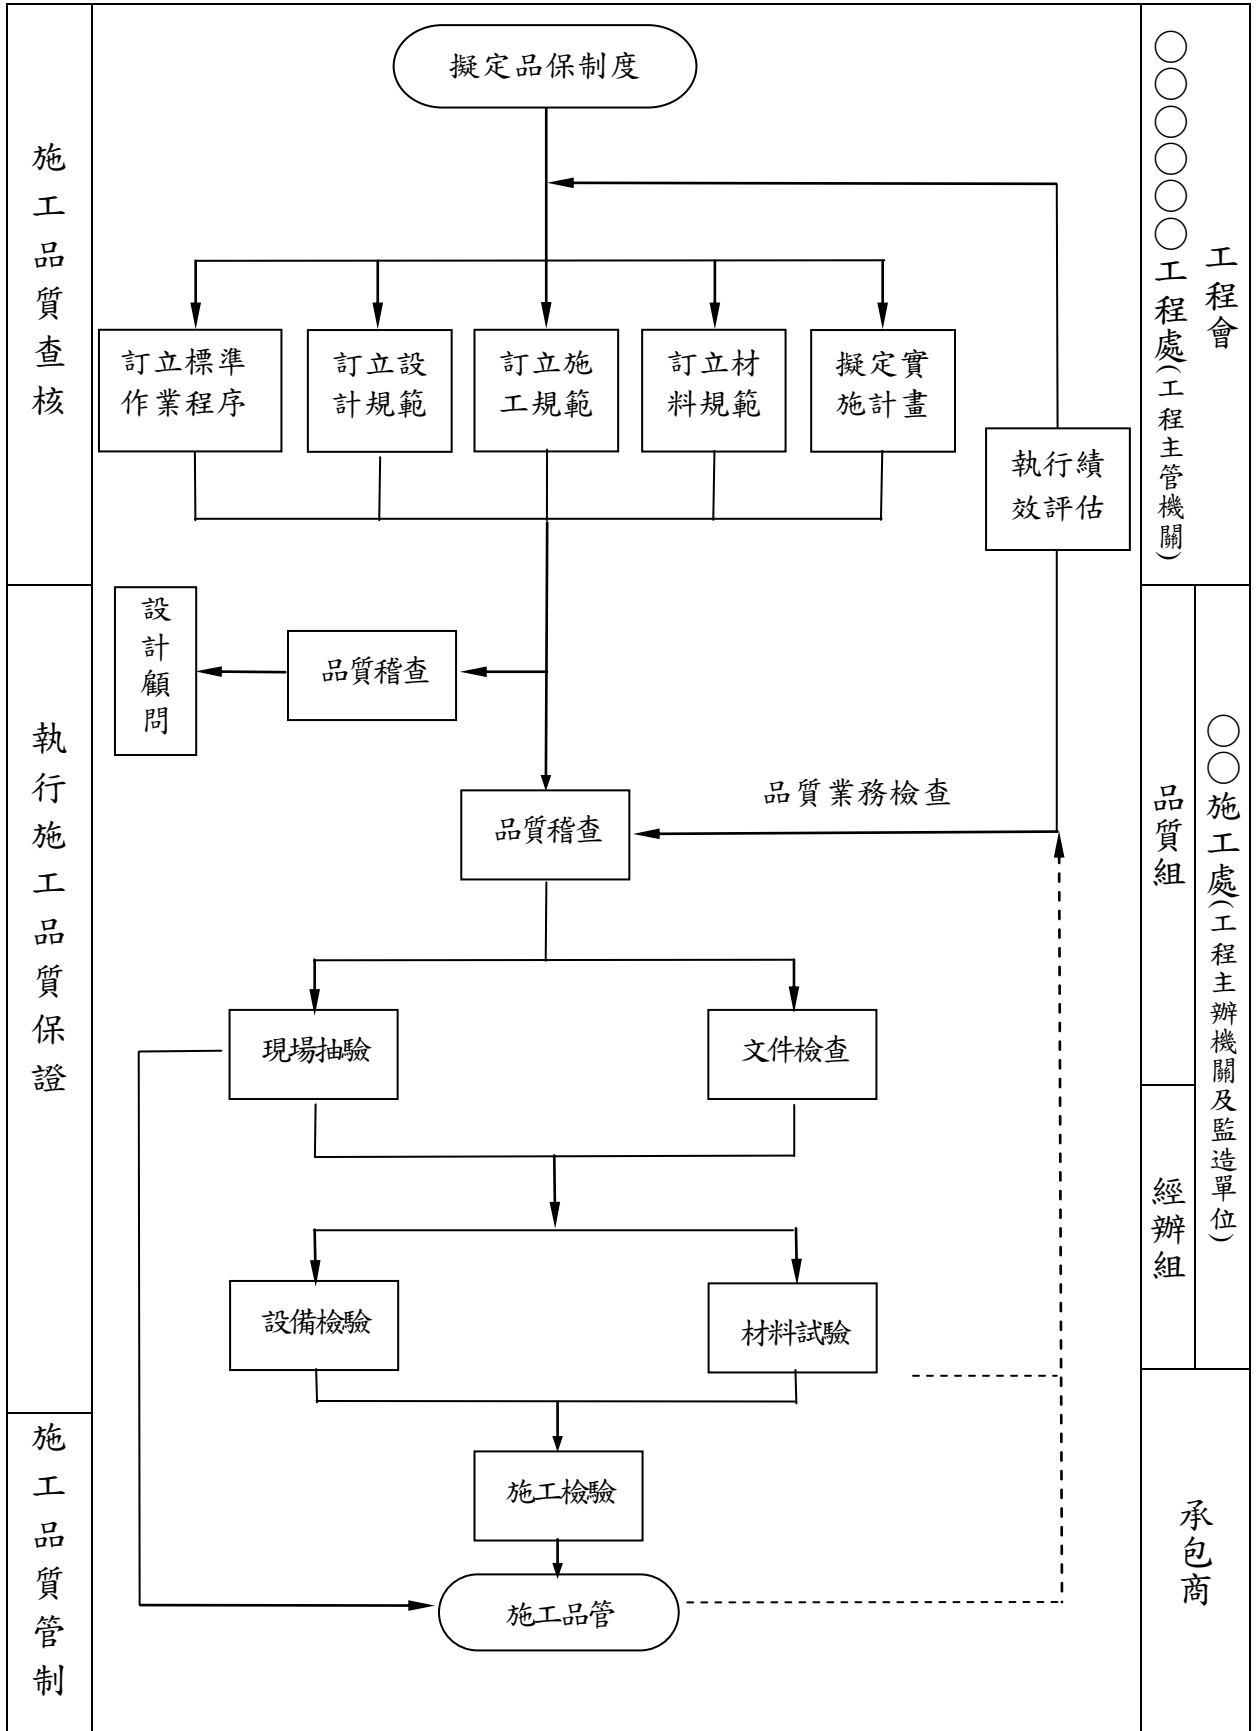 擬定品保制度
訂立標準
作業程序
訂立設
計規範
訂立施
工規範
訂立材
料規範
擬定實
施計畫
執行績
效評估
設計顧問
品質稽查
品質業務檢查
品質稽查
現場抽驗
文件檢查
設備檢驗
材料試驗
施工檢驗
施工品管
施工品質查核
執行施工品質保證
施工品質管制
工程會
○○○○○○工程處(工程主管機關)
○○施工處(工程主辦機關及監造單位)
品質組
經辦組
承包商